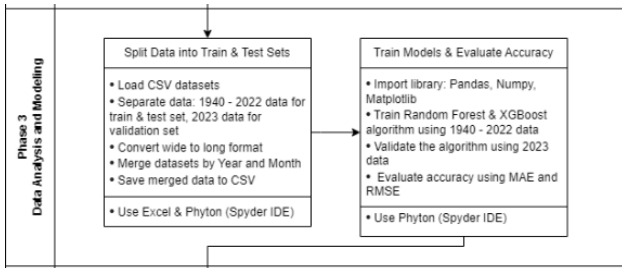 Phase 3
Data Analysis and Modeling
Split Data into Train & Test Sets
• Load CSV datasets
• Separate data: 1940 - 2022 data for
train & test set, 2023 data for
validation set
• Convert wide to long format
• Merge datasets by Year and Month
• Save merged data to CSV
• Use Excel & Phyton (Spyder IDE)
Train Models & Evaluate Accuracy
• Import library: Pandas, Numpy,
Matplotlib
• Train Random Forest & XGBoost
algorithm using 1940 - 2022 data
• Validate the algorithm using 2023
data
• Evaluate accuracy using MAE and
RMSE
• Use Phyton (Spyder IDE)